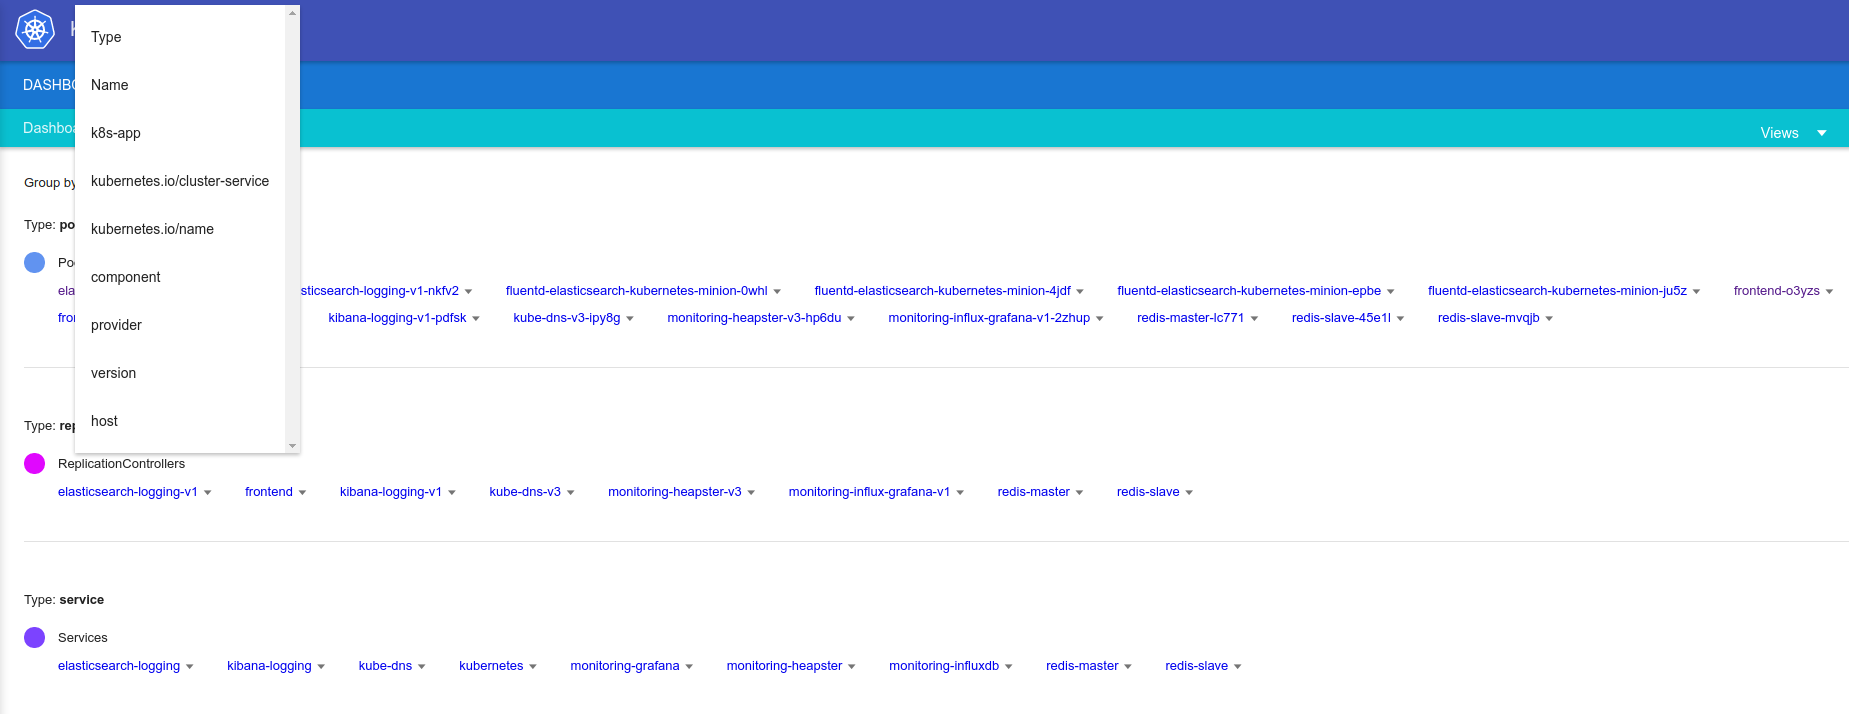 Type
Name
DASHBO
k8s-app
Dashboa
Views
kubernetes.io/cluster-service
Group by
kubernetes.io/name
Type: po
component
Po
elas sticsearch-logging-v1-nkfv2 fluentd-elasticsearch-kubernetes-minion-0whl fluentd-elasticsearch-kubernetes-minion-4jdf fluentd-elasticsearch-kubernetes-minion-epbe fluentd-elasticsearch-kubernetes-minion-ju5z frontend-o3yzs
fron kibana-logging-v1-pdfsk kube-dns-v3-ipy8g monitoring-heapster-v3-hp6du monitoring-influx-grafana-v1-2zhup redis-master-lc771 redis-slave-45e1l redis-slave-mvqjb
provider
version
host
Type: rep
ReplicationControllers
elasticsearch-logging-v1 frontend kibana-logging-v1 kube-dns-v3 monitoring-heapster-v3 monitoring-influx-grafana-v1 redis-master redis-slave
Type: service
Services
elasticsearch-logging kibana-logging kube-dns kubernetes monitoring-grafana monitoring-heapster monitoring-influxdb redis-master redis-slave